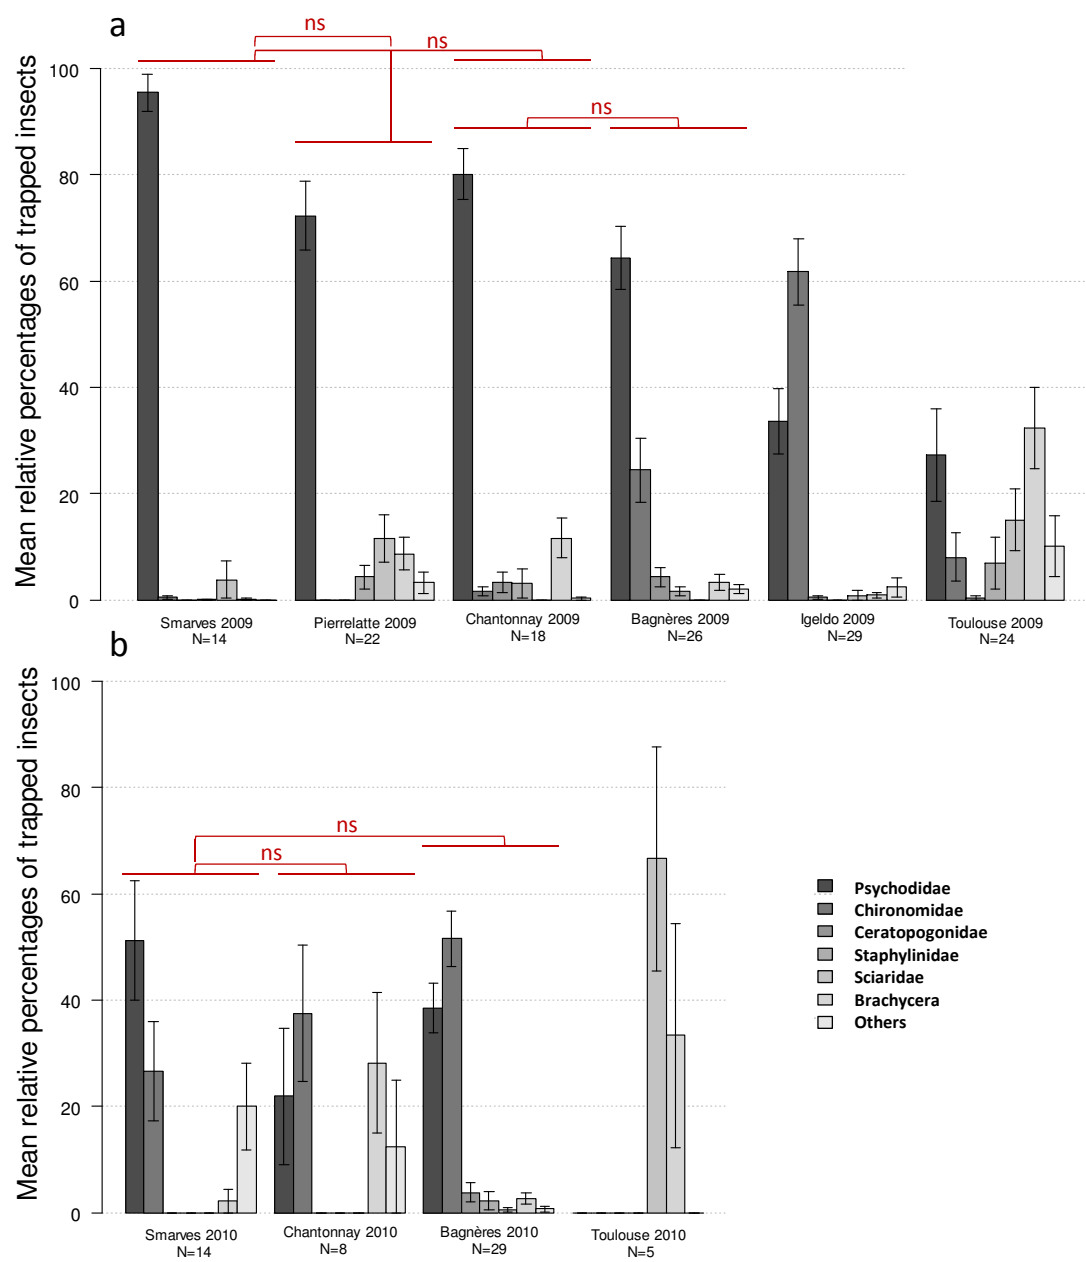 a
ns
ns
ns
Mean relative percentages of trapped insects
100
80
60
40
20
0
Smarves 2009
N=14
Pierrelatte 2009
N=22
Chantonnay 2009
N=18
Bagnères 2009
N=26
Igeldo 2009
N=29
Toulouse 2009
N=24
b
ns
ns
Mean relative percentages of trapped insects
100
80
60
40
20
0
Smarves 2010
N=14
Chantonnay 2010
N=8
Bagnères 2010
N=29
Toulouse 2010
N=5
Psychodidae
Chironomidae
Ceratopogonidae
Staphylinidae
Sciaridae
Brachycera
Others